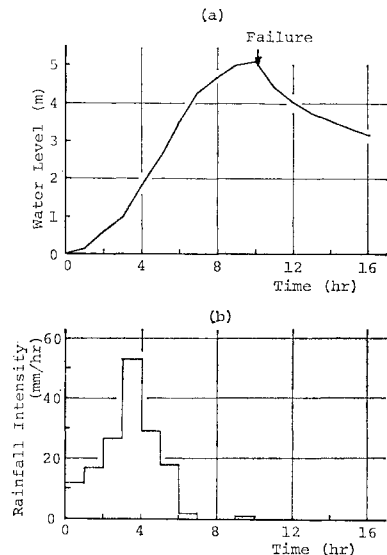 (a)
Failure
5
4
3
2
1
0
Water Level (m)
0 4 8 12 16
Time (hr)
(b)
60
40
20
0
Rainfall Intensity
(mm/hr)
0 4 8 12 16
Time (hr)